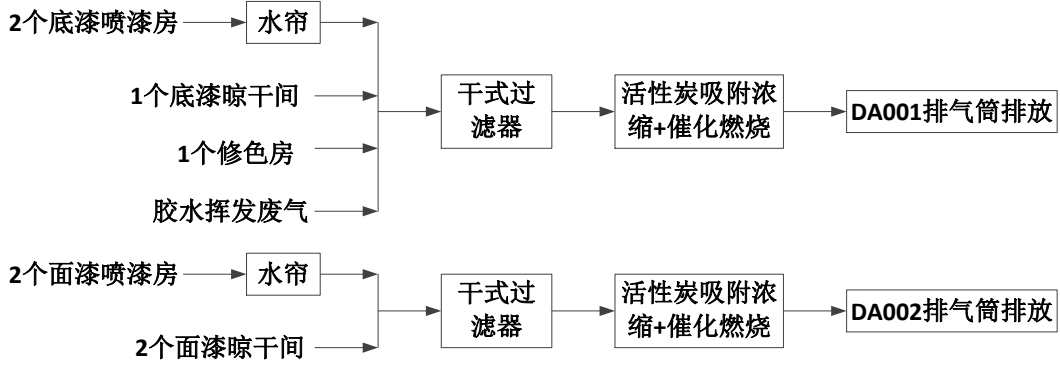 2个底漆喷漆房
水帘
1个底漆晾干间
1个修色房
胶水挥发废气
干式过
滤器
活性炭吸附浓
缩+催化燃烧
DA001排气筒排放
2个面漆喷漆房
水帘
2个面漆晾干间
干式过
滤器
活性炭吸附浓
缩+催化燃烧
DA002排气筒排放